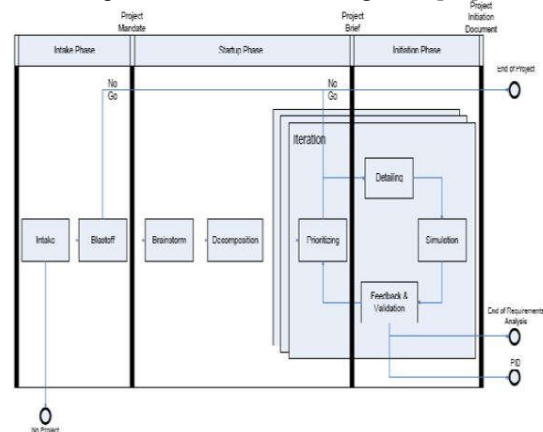 Project
Mandate
Project
Brief
Project
Initiation
Document
Intake Phase
Startup Phase
Initiation Phase
No
Go
No
Go
End of Project
Iteration
Detailing
Intake
Blastoff
Brainstorm
Decomposition
Prioritizing
Simulation
Feedback &
Validation
End of Requirements
Analysis
PID
No Project